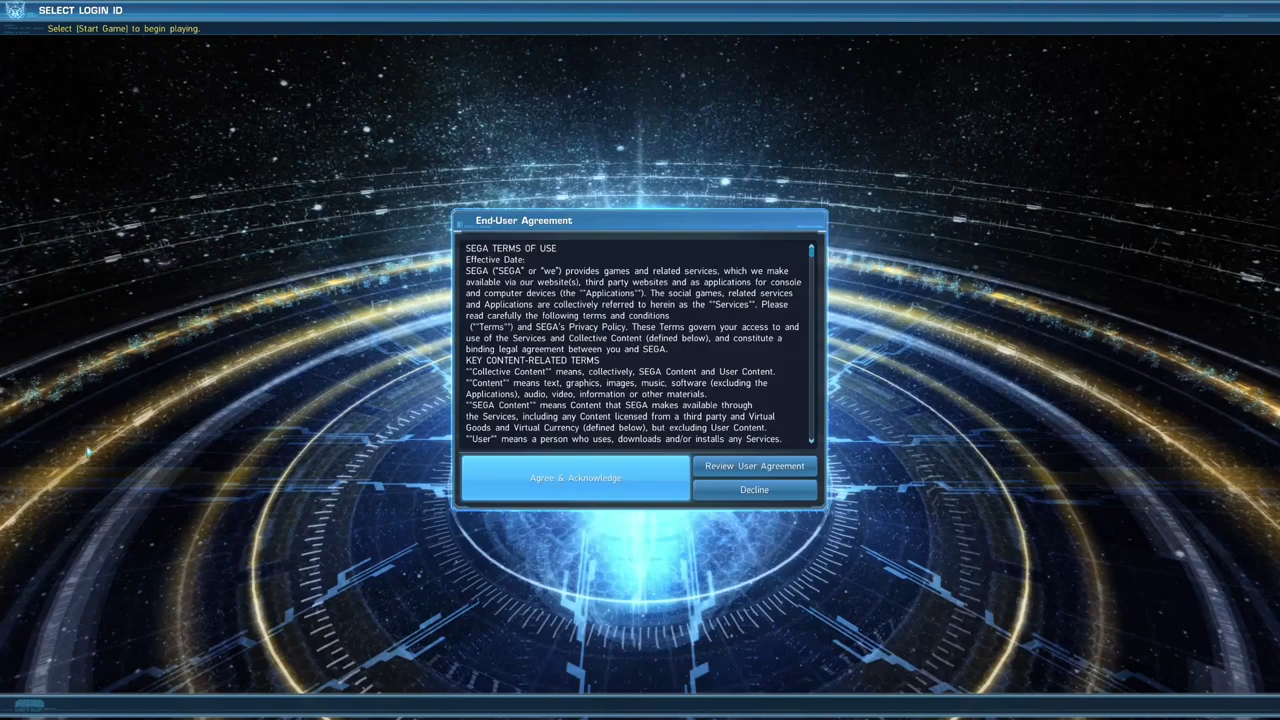 SELECT LOGIN ID
Select [Start Game] to begin playing.
End-User Agreement
SEGA TERMS OF USE
Effective Date:
SEGA ("SEGA" or "we") provides games and related services, which we make
available via our website(s), third party websites and as applications for console
and computer devices (the ""Applications""). The social games, related services
and Applications are collectively referred to herein as the ""Services"". Please
read carefully the following terms and conditions
(""Terms"") and SEGA's Privacy Policy. These Terms govern your access to and
use of the Services and Collective Content (defined below), and constitute a
binding legal agreement between you and SEGA.
KEY CONTENT-RELATED TERMS
""Collective Content"" means, collectively, SEGA Content and User Content.
""Content"" means text, graphics, images, music, software (excluding the
Applications), audio, video, information or other materials.
""SEGA Content"" means Content that SEGA makes available through
the Services, including any Content licensed from a third party and Virtual
Goods and Virtual Currency (defined below), but excluding User Content.
""User"" means a person who uses, downloads and/or installs any Services.
Agree & Acknowledge
Review User Agreement
Decline